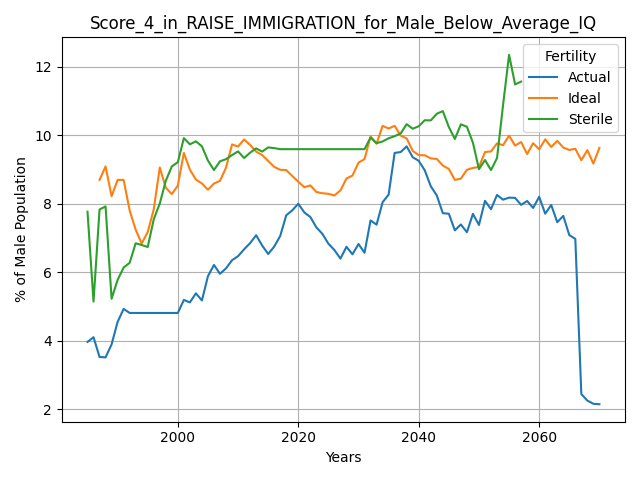 Score_4_in_RAISE_IMMIGRATION_for_Male_Below_Average_IQ
Fertility
Actual
Ideal
Sterile
% of Male Population
12
10
8
6
4
2
2000 2020 2040 2060
Years